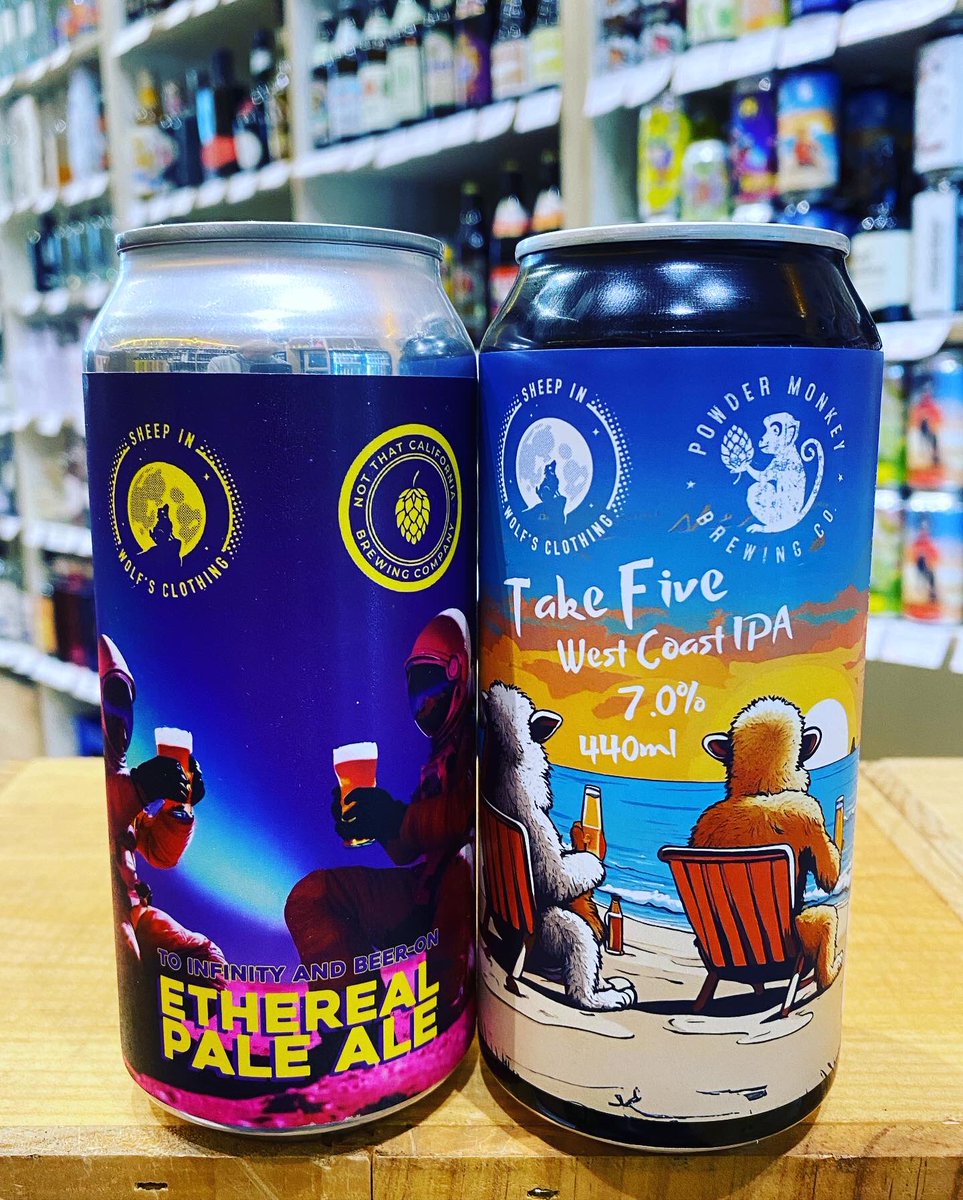 SHEEP IN
WOLF'S CLOTHING
NOT THAT CALIFORNIA
BREWING COMPANY
TO INFINITY AND BEER-ON
ETHEREAL
PALE ALE
SHEEP IN
WOLF'S CLOTHING
POWDER MONKEY
BREWING CO.
Take Five
West Coast IPA
7.0%
440ml